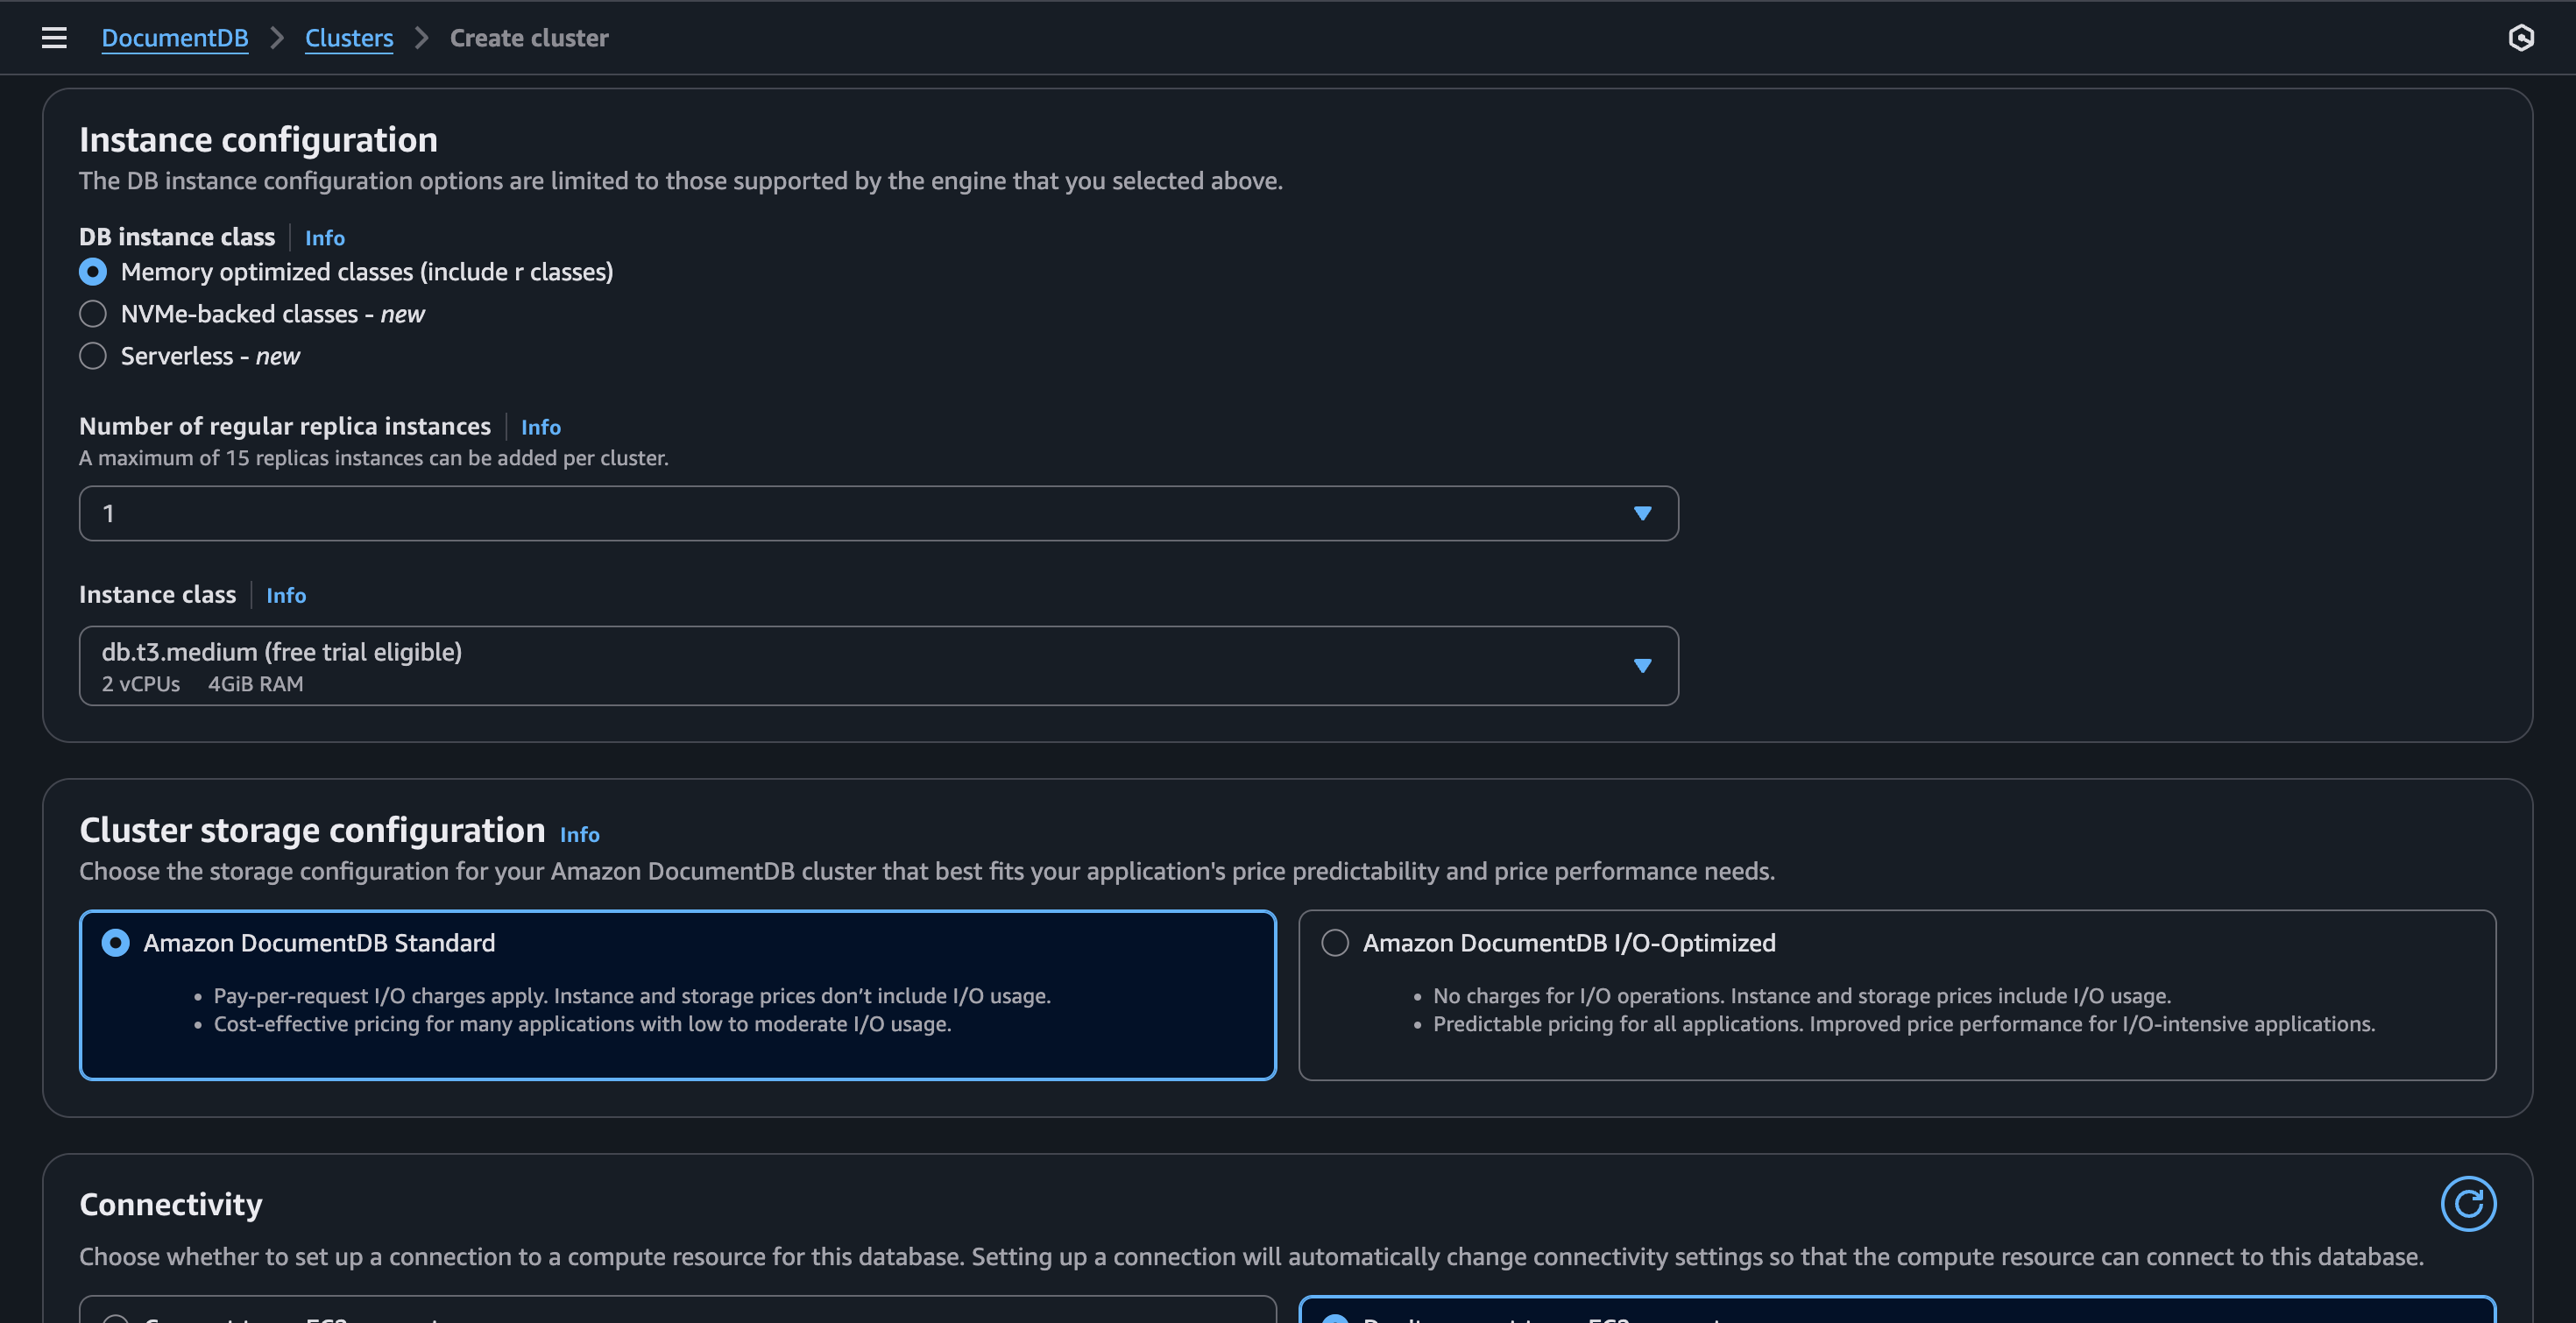 DocumentDB > Clusters > Create cluster
Instance configuration
The DB instance configuration options are limited to those supported by the engine that you selected above.
DB instance class Info
Memory optimized classes (include r classes)
NVMe-backed classes - new
Serverless - new
Number of regular replica instances Info
A maximum of 15 replicas instances can be added per cluster.
1
Instance class Info
db.t3.medium (free trial eligible)
2 vCPUs 4GiB RAM
Cluster storage configuration Info
Choose the storage configuration for your Amazon DocumentDB cluster that best fits your application's price predictability and price performance needs.
Amazon DocumentDB Standard
• Pay-per-request I/O charges apply. Instance and storage prices don’t include I/O usage.
• Cost-effective pricing for many applications with low to moderate I/O usage.
Amazon DocumentDB I/O-Optimized
• No charges for I/O operations. Instance and storage prices include I/O usage.
• Predictable pricing for all applications. Improved price performance for I/O-intensive applications.
Connectivity
Choose whether to set up a connection to a compute resource for this database. Setting up a connection will automatically change connectivity settings so that the compute resource can connect to this database.